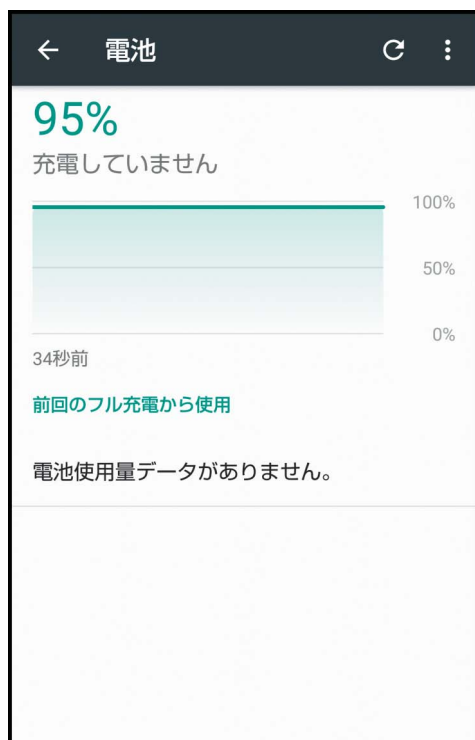 電池
95%
充電していません
100%
50%
0%
34秒前
前回のフル充電から使用
電池使用量データがありません。